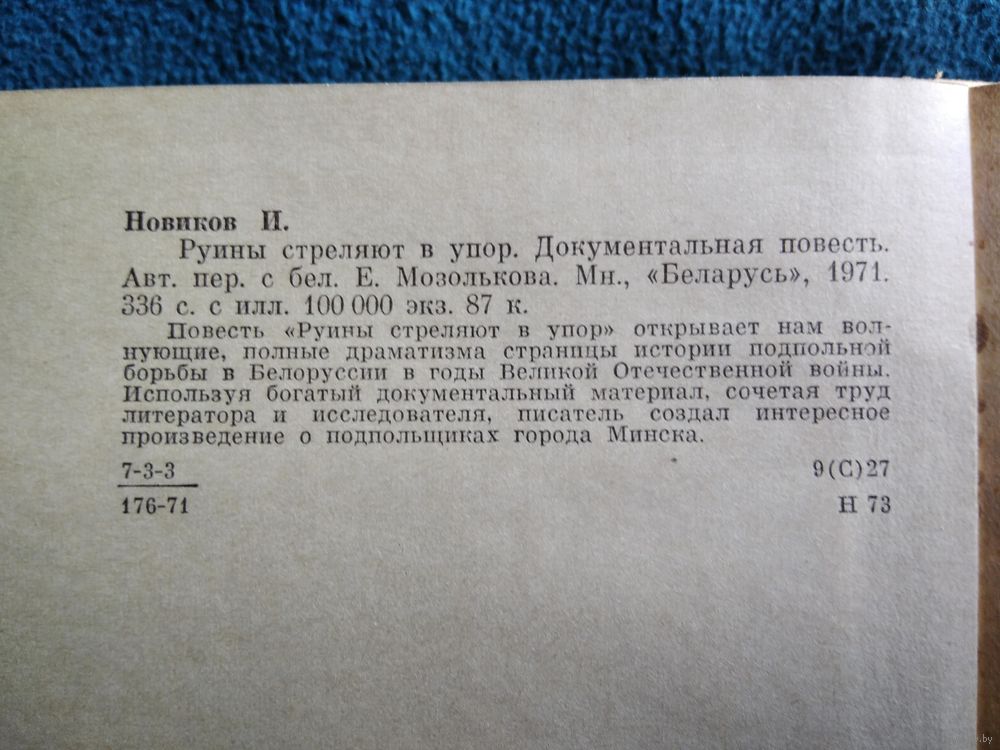 Новиков И.
Руины стреляют в упор. Документальная повесть.
Авт. пер. с бел. Е. Мозолькова. Мн., «Беларусь», 1971.
336 с. с илл. 100 000 экз. 87 к.
Повесть «Руины стреляют в упор» открывает нам вол-
нующие, полные драматизма страницы истории подпольной
борьбы в Белоруссии в годы Великой Отечественной войны.
Используя богатый документальный материал, сочетая труд
литератора и исследователя, писатель создал интересное
произведение о подпольщиках города Минска.
7-3-3 9(С)27
176-71 Н 73